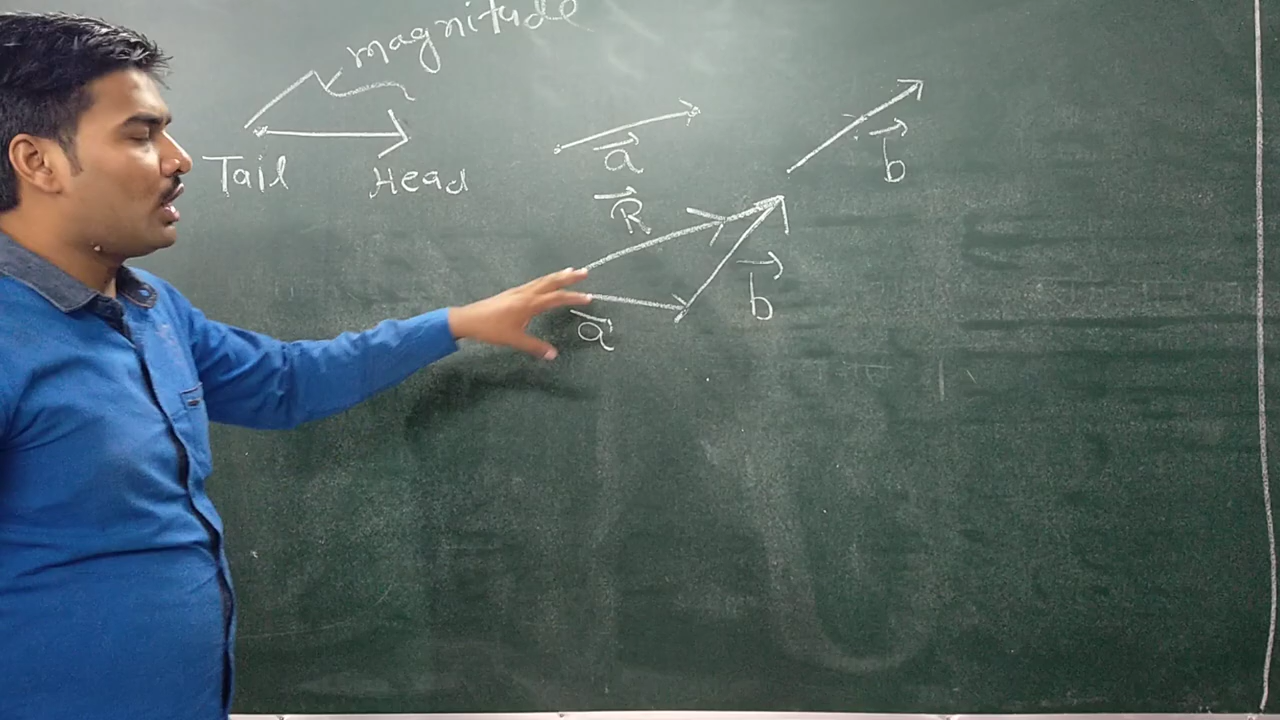 magnitude
Tail Head
a⃗
b⃗
R⃗
b⃗
a⃗